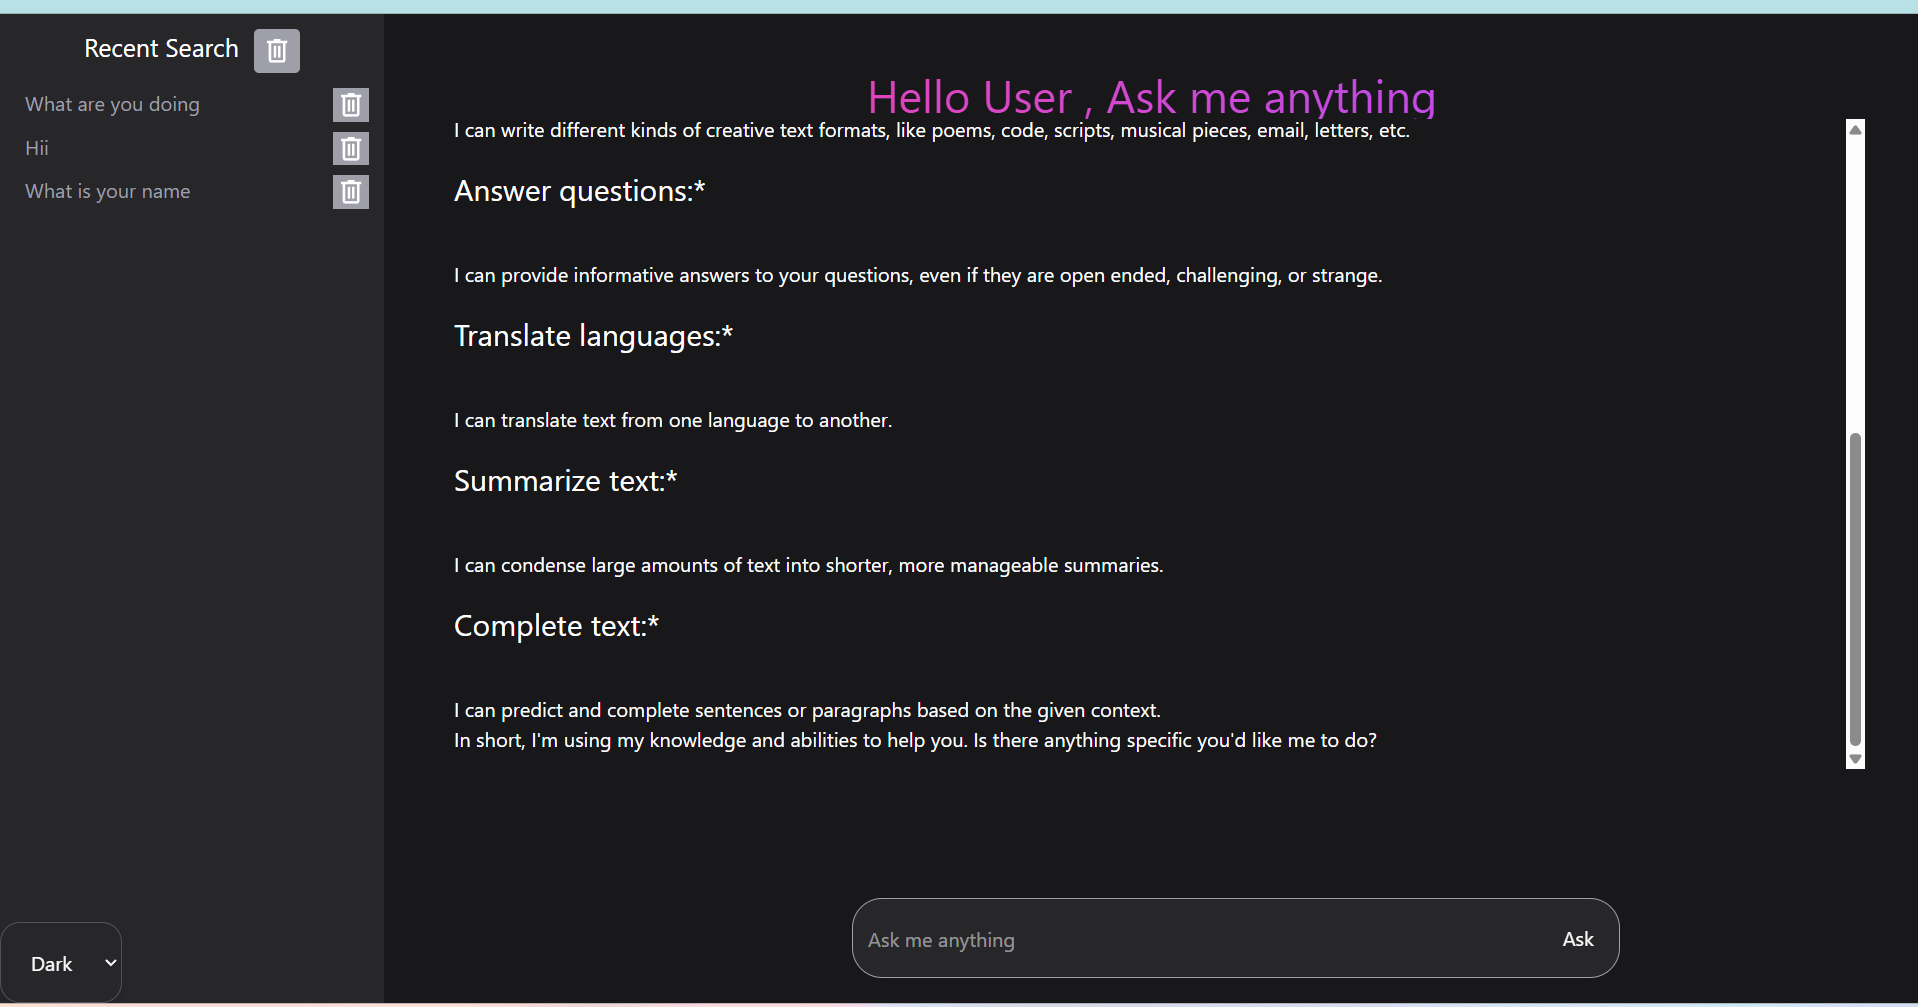 Recent Search
What are you doing
Hii
What is your name
Dark
Hello User , Ask me anything
I can write different kinds of creative text formats, like poems, code, scripts, musical pieces, email, letters, etc.
Answer questions:*
I can provide informative answers to your questions, even if they are open ended, challenging, or strange.
Translate languages:*
I can translate text from one language to another.
Summarize text:*
I can condense large amounts of text into shorter, more manageable summaries.
Complete text:*
I can predict and complete sentences or paragraphs based on the given context.
In short, I'm using my knowledge and abilities to help you. Is there anything specific you'd like me to do?
Ask me anything
Ask